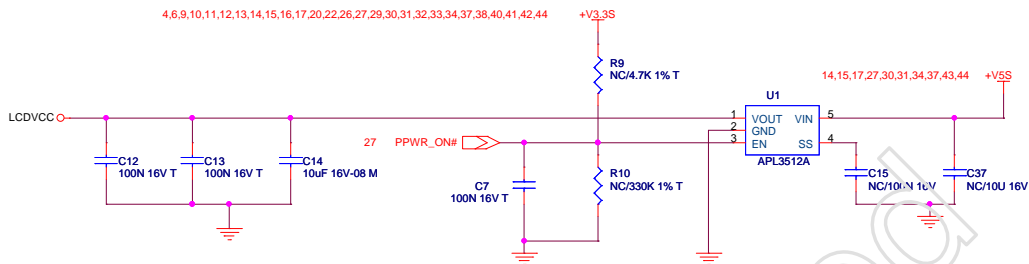 4,6,9,10,11,12,13,14,15,16,17,20,22,26,27,29,30,31,32,33,34,37,38,40,41,42,44 +V3.3S
R9
NC/4.7K 1% T
14,15,17,27,30,31,34,37,43,44 +V5S
U1
LCDVCC
1 VOUT VIN 5
2 GND
3 EN SS 4
APL3512A
27 PPWR_ON#
C12
100N 16V T
C13
100N 16V T
C14
10uF 16V-08 M
C7
100N 16V T
R10
NC/330K 1% T
C15
NC/100N 16V
C37
NC/10U 16V